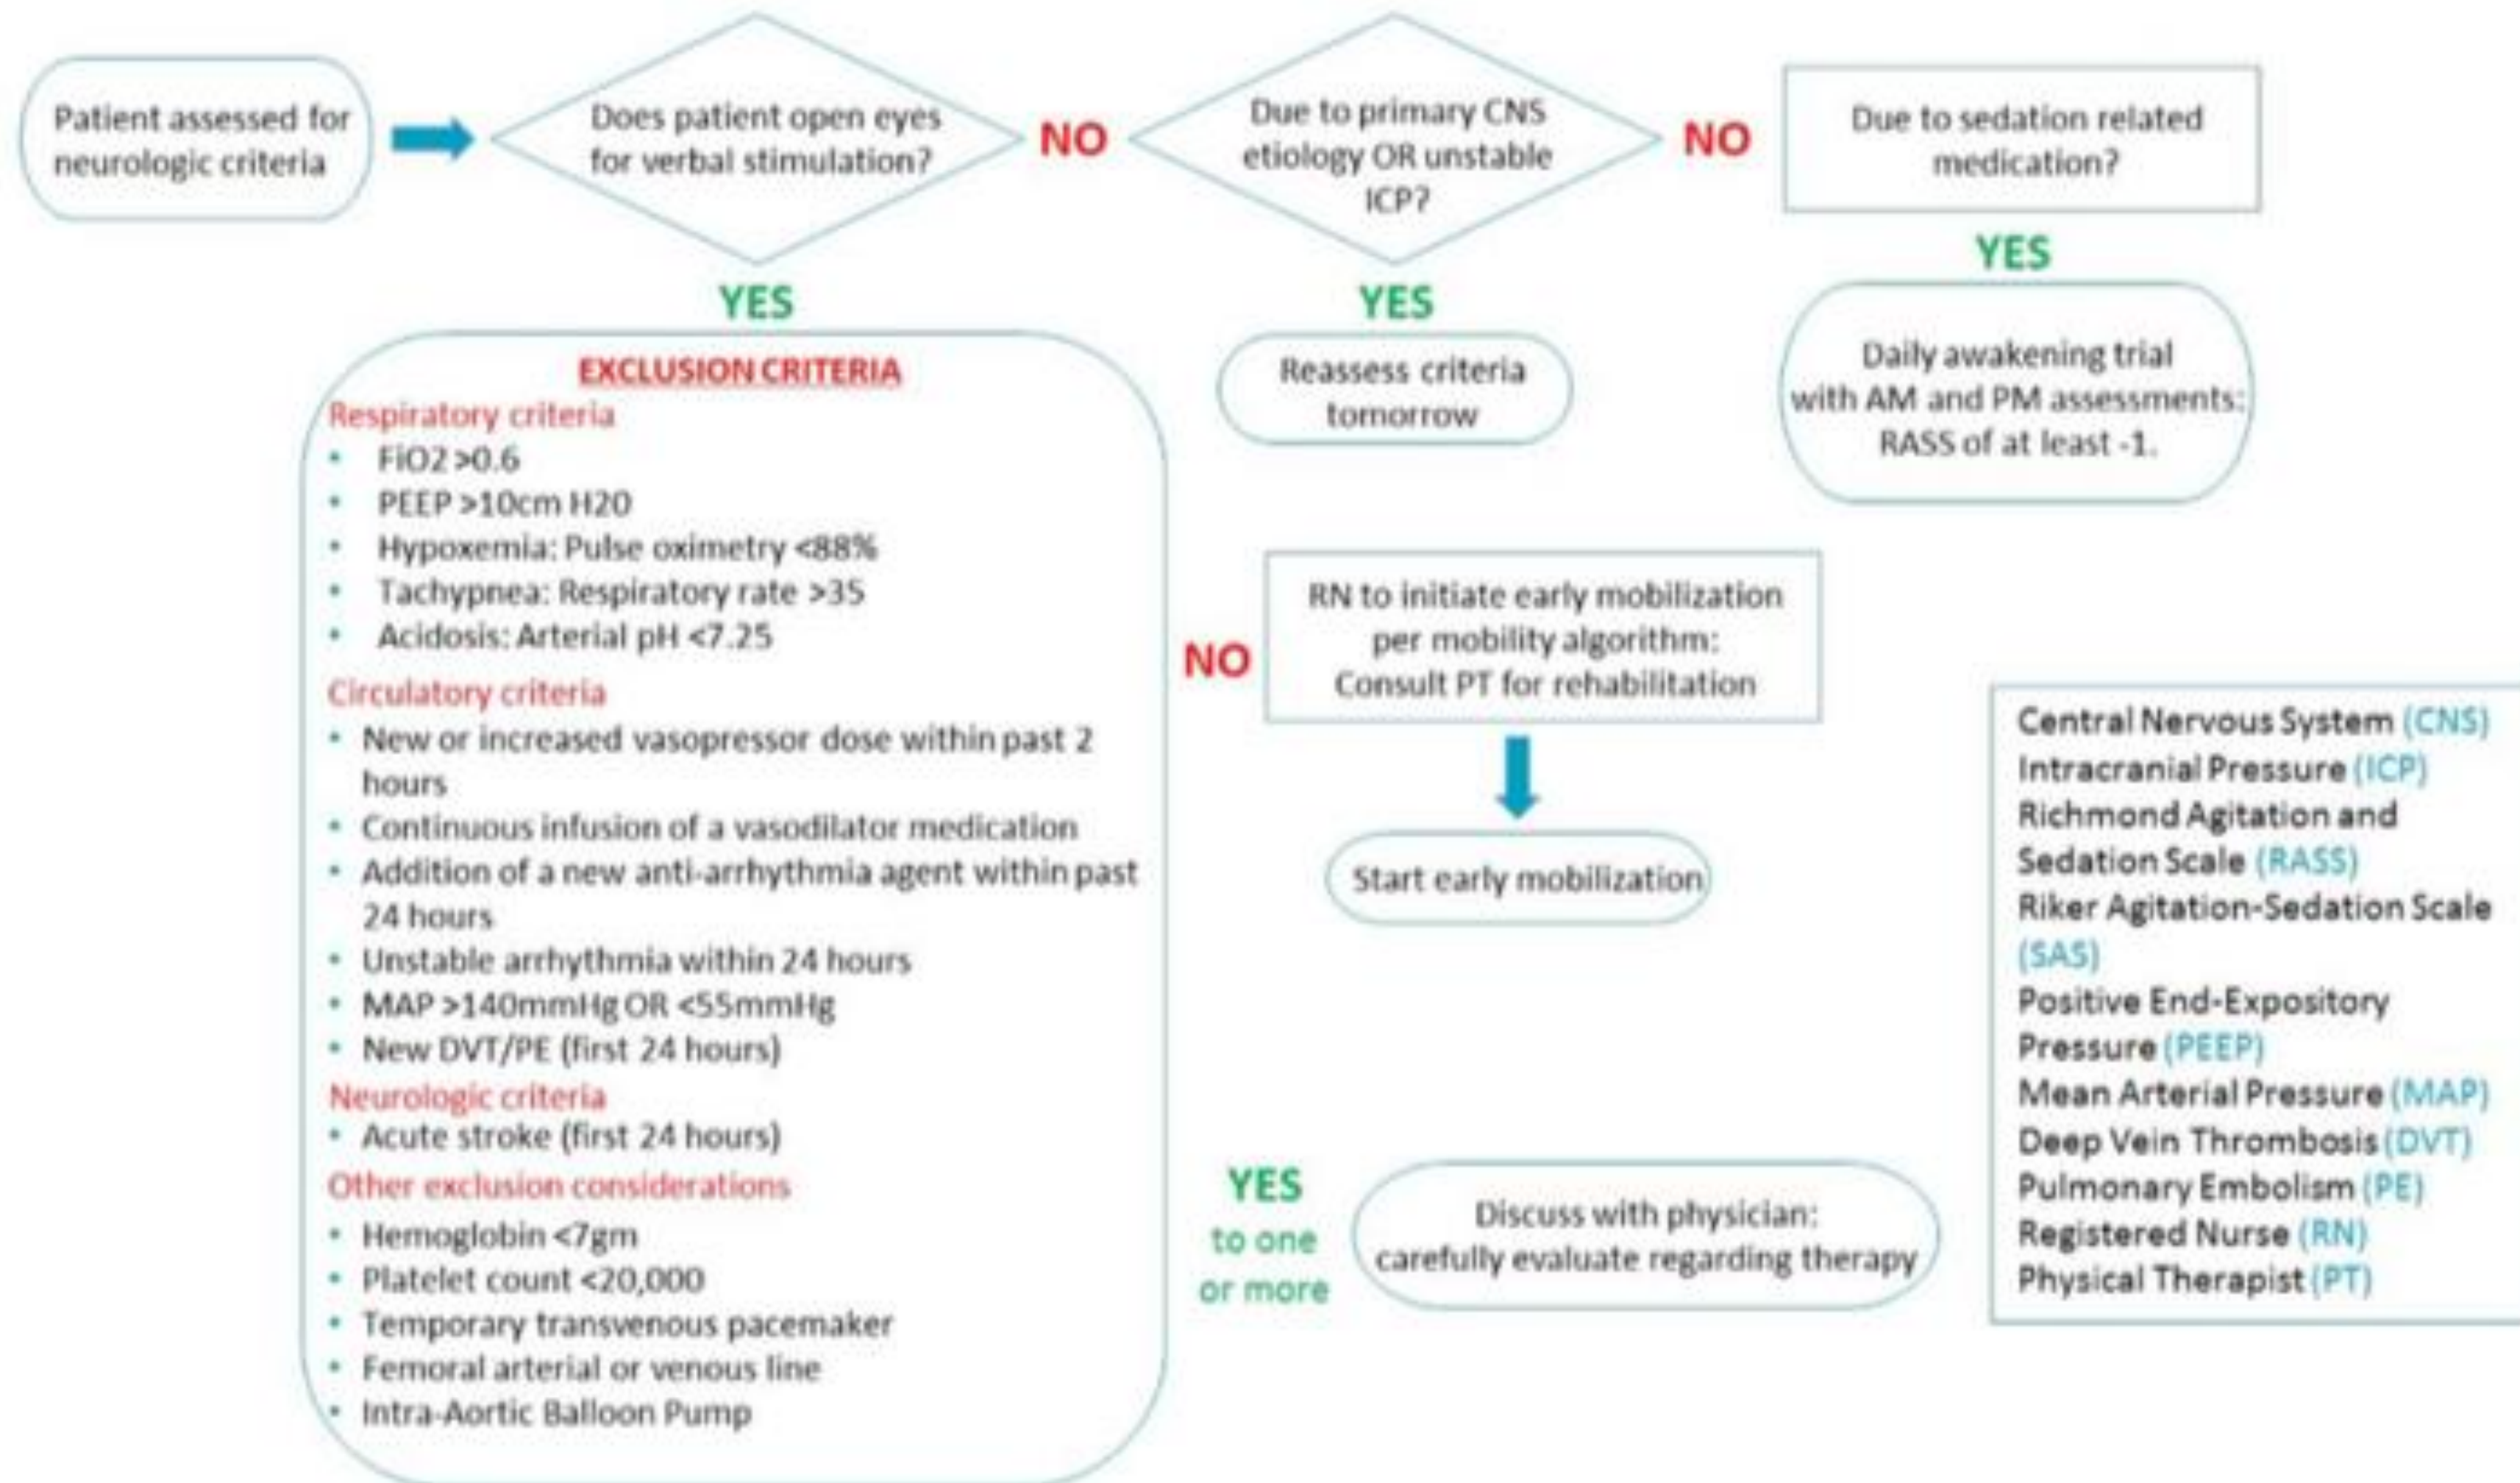 Patient assessed for
neurologic criteria
Does patient open eyes
for verbal stimulation?
NO
Due to primary CNS
etiology OR unstable
ICP?
NO
Due to sedation related
medication?
YES
YES
YES
EXCLUSION CRITERIA
Respiratory criteria
• FiO2 >0.6
• PEEP >10cm H20
• Hypoxemia: Pulse oximetry <88%
• Tachypnea: Respiratory rate >35
• Acidosis: Arterial pH <7.25
Circulatory criteria
• New or increased vasopressor dose within past 2
hours
• Continuous infusion of a vasodilator medication
• Addition of a new anti-arrhythmia agent within past
24 hours
• Unstable arrhythmia within 24 hours
• MAP >140mmHg OR <55mmHg
• New DVT/PE (first 24 hours)
Neurologic criteria
• Acute stroke (first 24 hours)
Other exclusion considerations
• Hemoglobin <7gm
• Platelet count <20,000
• Temporary transvenous pacemaker
• Femoral arterial or venous line
• Intra-Aortic Balloon Pump
Reassess criteria
tomorrow
Daily awakening trial
with AM and PM assessments:
RASS of at least -1.
NO
RN to initiate early mobilization
per mobility algorithm:
Consult PT for rehabilitation
Start early mobilization
YES
to one
or more
Discuss with physician:
carefully evaluate regarding therapy
Central Nervous System (CNS)
Intracranial Pressure (ICP)
Richmond Agitation and
Sedation Scale (RASS)
Riker Agitation-Sedation Scale
(SAS)
Positive End-Expository
Pressure (PEEP)
Mean Arterial Pressure (MAP)
Deep Vein Thrombosis (DVT)
Pulmonary Embolism (PE)
Registered Nurse (RN)
Physical Therapist (PT)